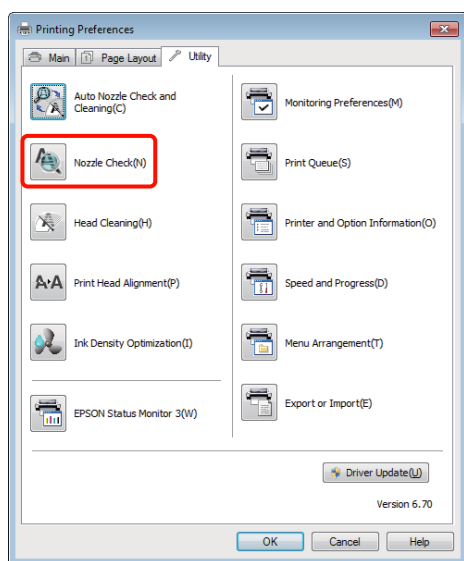 Printing Preferences
Main
Page Layout
Utility
Auto Nozzle Check and
Cleaning(C)
Nozzle Check(N)
Head Cleaning(H)
Print Head Alignment(P)
Ink Density Optimization(I)
EPSON Status Monitor 3(W)
Monitoring Preferences(M)
Print Queue(S)
Printer and Option Information(O)
Speed and Progress(D)
Menu Arrangement(T)
Export or Import(E)
Driver Update(U)
Version 6.70
OK
Cancel
Help